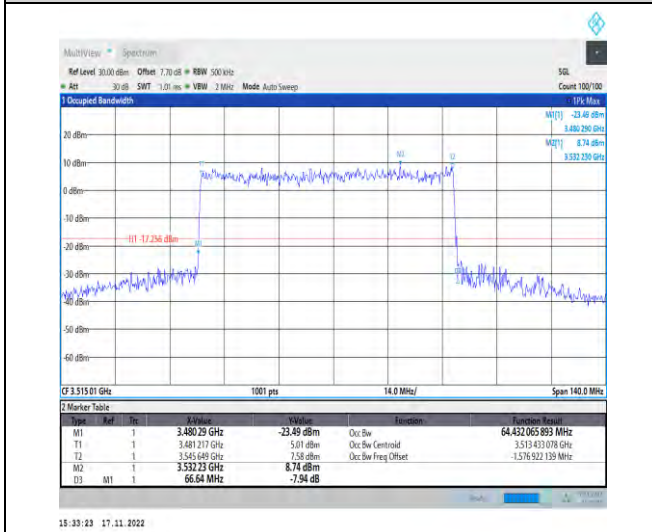 MultiView Spectrum
Ref Level 30.00 dBm Offset 7.70 dB RBW 500 kHz SGL
Att 30 dB SWT 1.01 ms VBW 2 MHz Mode Auto Sweep Count 100/100
1 Occupied Bandwidth 1Pk Max
M1[1] -23.49 dBm
3.480 290 GHz
M2[1] 8.74 dBm
3.532 230 GHz
20 dBm
10 dBm
0 dBm
-10 dBm
H1 -17.256 dBm
-20 dBm
-30 dBm
-40 dBm
-50 dBm
-60 dBm
T1
M2
T2
M1
D3
CF 3.515 01 GHz 1001 pts 14.0 MHz/ Span 140.0 MHz
2 Marker Table
Type Ref Trc X-Value Y-Value Function Function Result
M1 1 3.480 29 GHz -23.49 dBm Occ Bw 64.432 065 893 MHz
T1 1 3.481 217 GHz 5.01 dBm Occ Bw Centroid 3.513 433 078 GHz
T2 1 3.545 649 GHz 7.58 dBm Occ Bw Freq Offset -1.576 922 139 MHz
M2 1 3.532 23 GHz 8.74 dBm
D3 M1 1 66.64 MHz -7.94 dB
15:33:23 17.11.2022